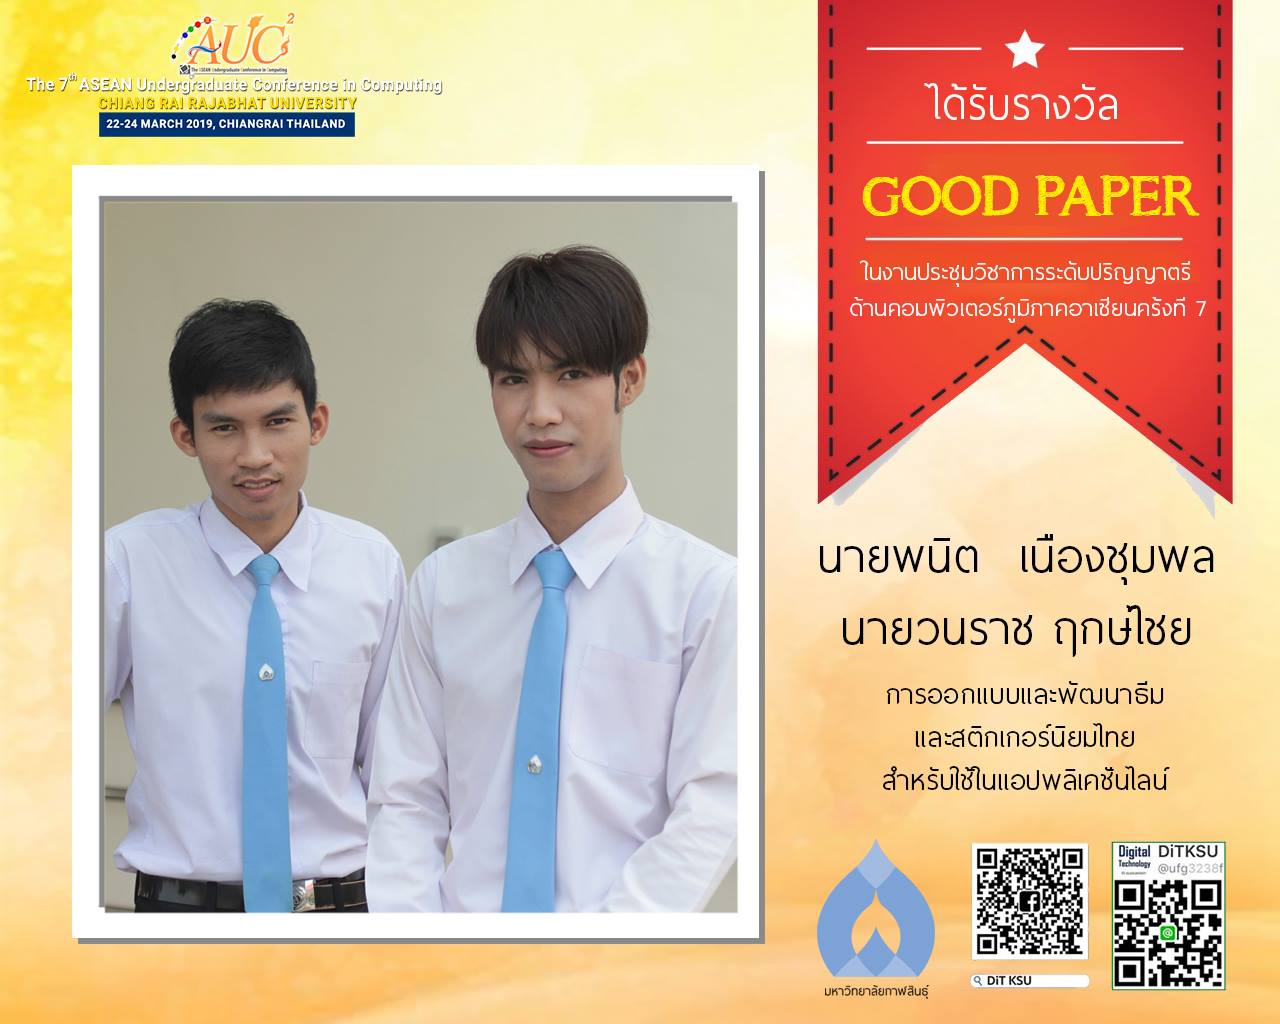 AUC²
The ASEAN Undergraduate Conference in Computing
The 7th ASEAN Undergraduate Conference in Computing
CHIANG RAI RAJABHAT UNIVERSITY
22-24 MARCH 2019, CHIANGRAI THAILAND
ได้รับรางวัล
GOOD PAPER
ในงานประชุมวิชาการระดับปริญญาตรี
ด้านคอมพิวเตอร์ภูมิภาคอาเซียนครั้งที่ 7
นายพนิต เนืองชุมพล
นายวนราช ฤกษ์ไชย
การออกแบบและพัฒนาธีม
และสติกเกอร์นิยมไทย
สำหรับใช้ในแอปพลิเคชันไลน์
มหาวิทยาลัยกาฬสินธุ์
DiT KSU
Digital
Technology
DiTKSU
@ufg3238f